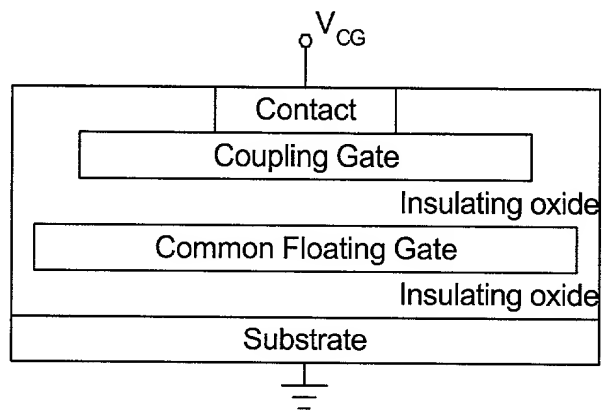 V_CG
Contact
Coupling Gate
Insulating oxide
Common Floating Gate
Insulating oxide
Substrate